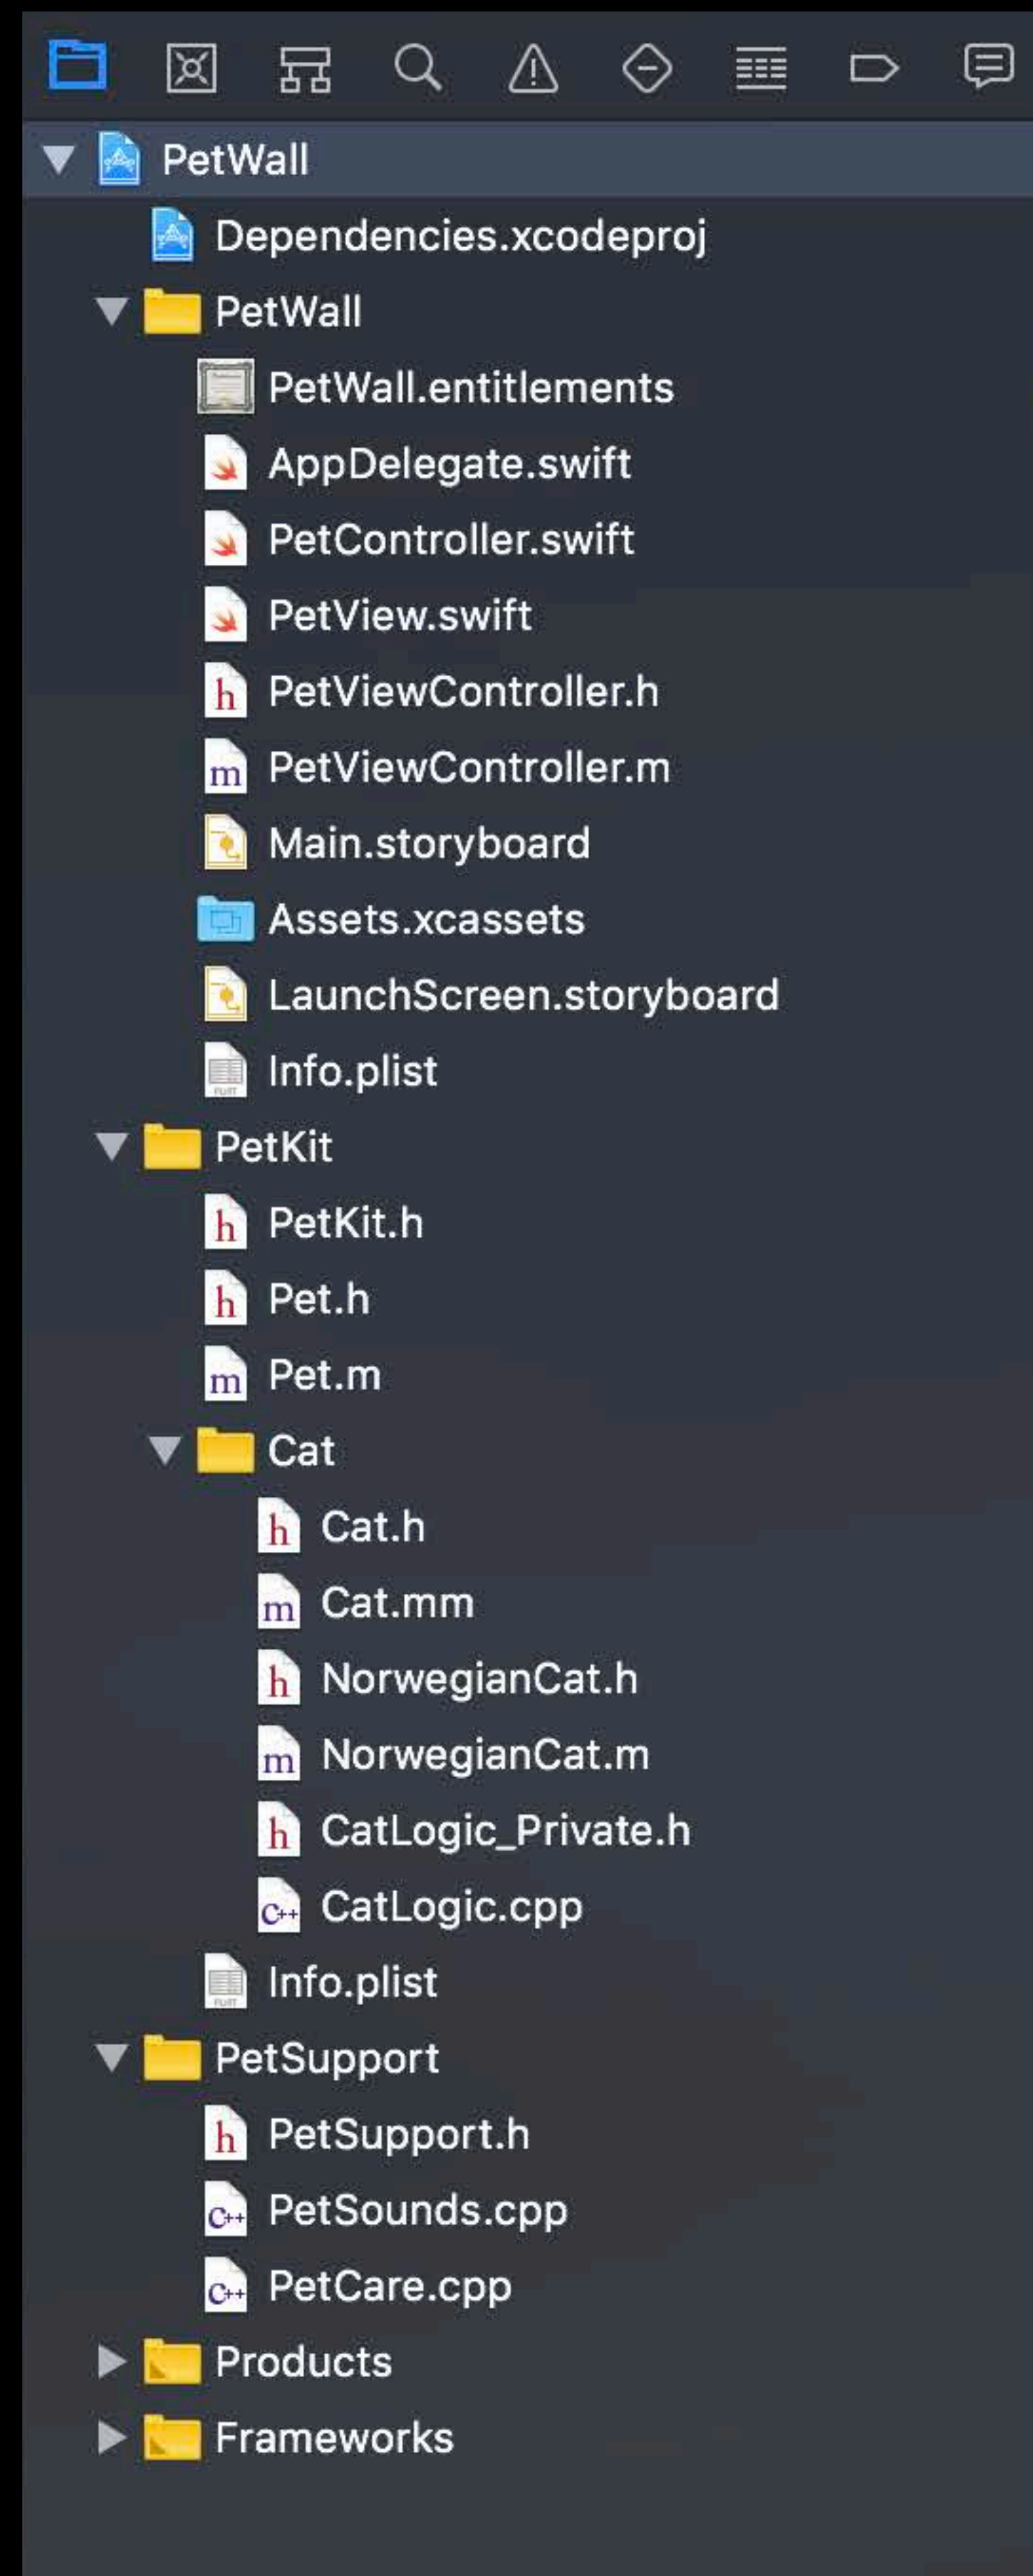 PetWall
Dependencies.xcodeproj
PetWall
PetWall.entitlements
AppDelegate.swift
PetController.swift
PetView.swift
h PetViewController.h
m PetViewController.m
Main.storyboard
Assets.xcassets
LaunchScreen.storyboard
Info.plist
PetKit
h PetKit.h
h Pet.h
m Pet.m
Cat
h Cat.h
m Cat.mm
h NorwegianCat.h
m NorwegianCat.m
h CatLogic_Private.h
C++ CatLogic.cpp
Info.plist
PetSupport
h PetSupport.h
C++ PetSounds.cpp
C++ PetCare.cpp
Products
Frameworks